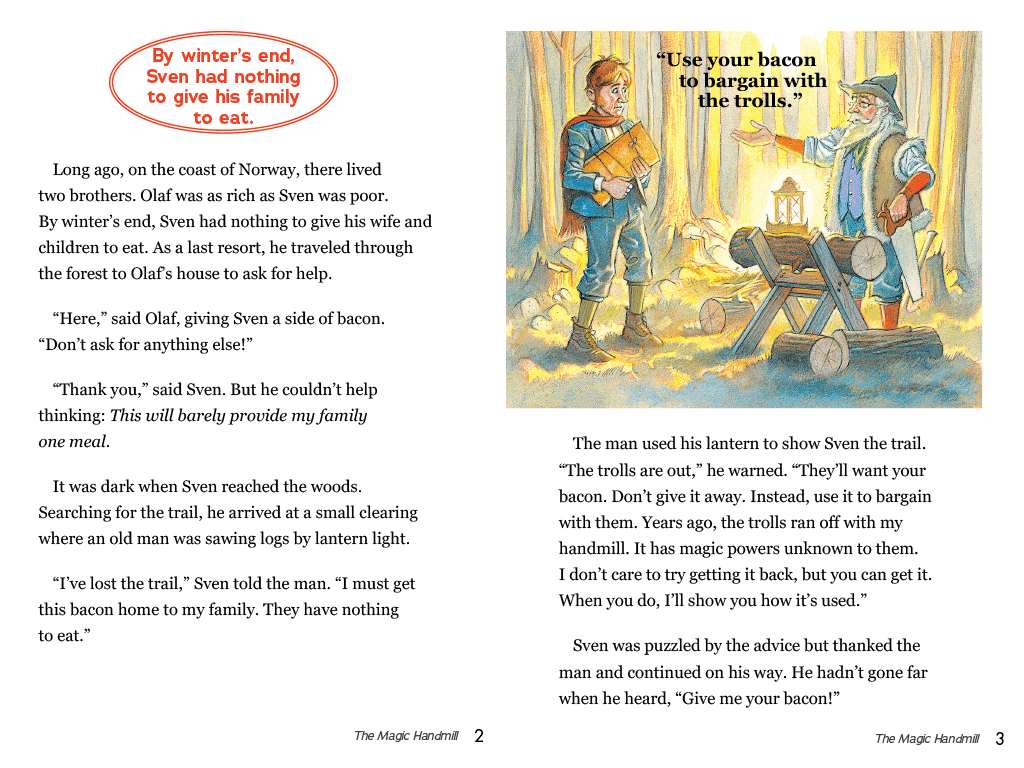 By winter’s end,
Sven had nothing
to give his family
to eat.
Long ago, on the coast of Norway, there lived
two brothers. Olaf was as rich as Sven was poor.
By winter’s end, Sven had nothing to give his wife and
children to eat. As a last resort, he traveled through
the forest to Olaf’s house to ask for help.
“Here,” said Olaf, giving Sven a side of bacon.
“Don’t ask for anything else!”
“Thank you,” said Sven. But he couldn’t help
thinking: This will barely provide my family
one meal.
It was dark when Sven reached the woods.
Searching for the trail, he arrived at a small clearing
where an old man was sawing logs by lantern light.
“I’ve lost the trail,” Sven told the man. “I must get
this bacon home to my family. They have nothing
to eat.”
The Magic Handmill 2
“Use your bacon
to bargain with
the trolls.”
The man used his lantern to show Sven the trail.
“The trolls are out,” he warned. “They’ll want your
bacon. Don’t give it away. Instead, use it to bargain
with them. Years ago, the trolls ran off with my
handmill. It has magic powers unknown to them.
I don’t care to try getting it back, but you can get it.
When you do, I’ll show you how it’s used.”
Sven was puzzled by the advice but thanked the
man and continued on his way. He hadn’t gone far
when he heard, “Give me your bacon!”
The Magic Handmill 3